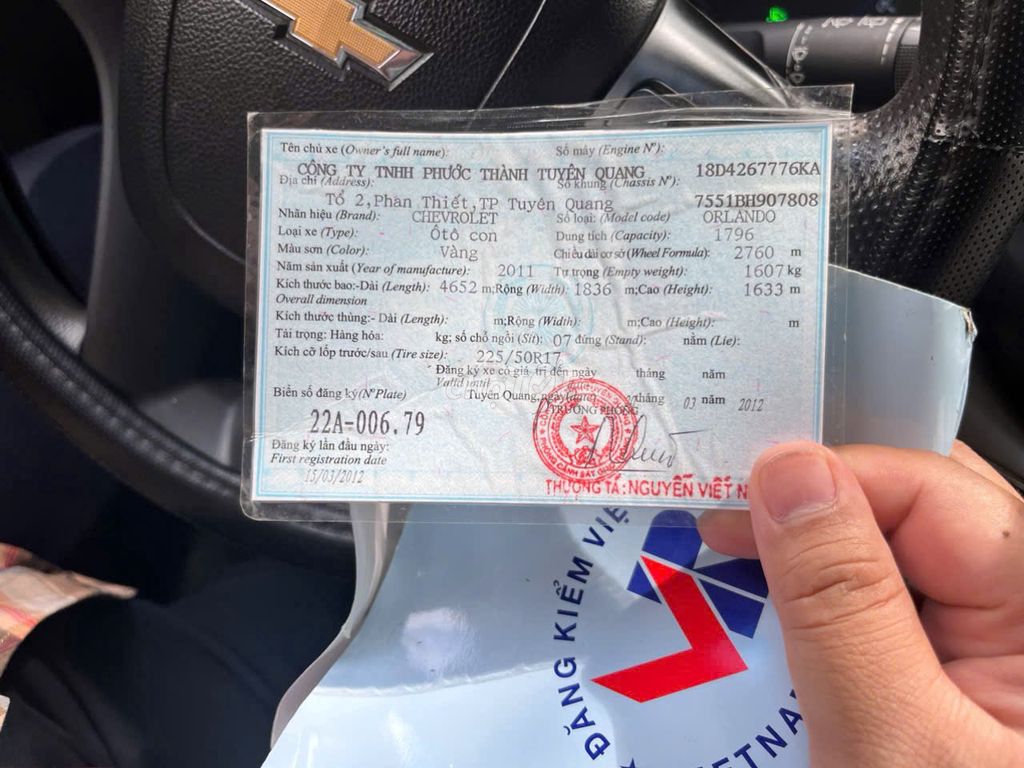 Tên chủ xe (Owner's full name): Số máy (Engine Nº): 18D4267776KA
CÔNG TY TNHH PHƯỚC THÀNH TUYÊN QUANG
Địa chỉ (Address): Số khung (Chassis Nº): 7551BH907808
Tổ 2,Phan Thiết,TP Tuyên Quang
Nhãn hiệu (Brand): CHEVROLET Số loại: (Model code) ORLANDO
Loại xe (Type): Ôtô con Dung tích (Capacity): 1796
Màu sơn (Color): Vàng Chiều dài cơ sở (Wheel Formula): 2760 m
Năm sản xuất (Year of manufacture): 2011 Tự trọng (Empty weight): 1607 kg
Kích thước bao:-Dài (Length): 4652 m;Rộng (Width): 1836 m;Cao (Height): 1633 m
Overall dimension
Kích thước thùng:- Dài (Length): m;Rộng (Width): m;Cao (Height): m
Tải trọng: Hàng hóa: kg; số chỗ ngồi (Sit): 07 đứng (Stand): nằm (Lie):
Kích cỡ lốp trước/sau (Tire size): 225/50R17
Đăng ký xe có giá trị đến ngày tháng năm
Valid until
Biển số đăng ký(Nº Plate) Tuyên Quang,ngày(date) tháng 03 năm 2012
22A-006.79 TRƯỞNG PHÒNG
Đăng ký lần đầu ngày:
First registration date
15/03/2012
THƯỢNG TÁ: NGUYỄN VIỆT
ĐĂNG KIỂM VIỆ
ETNAM